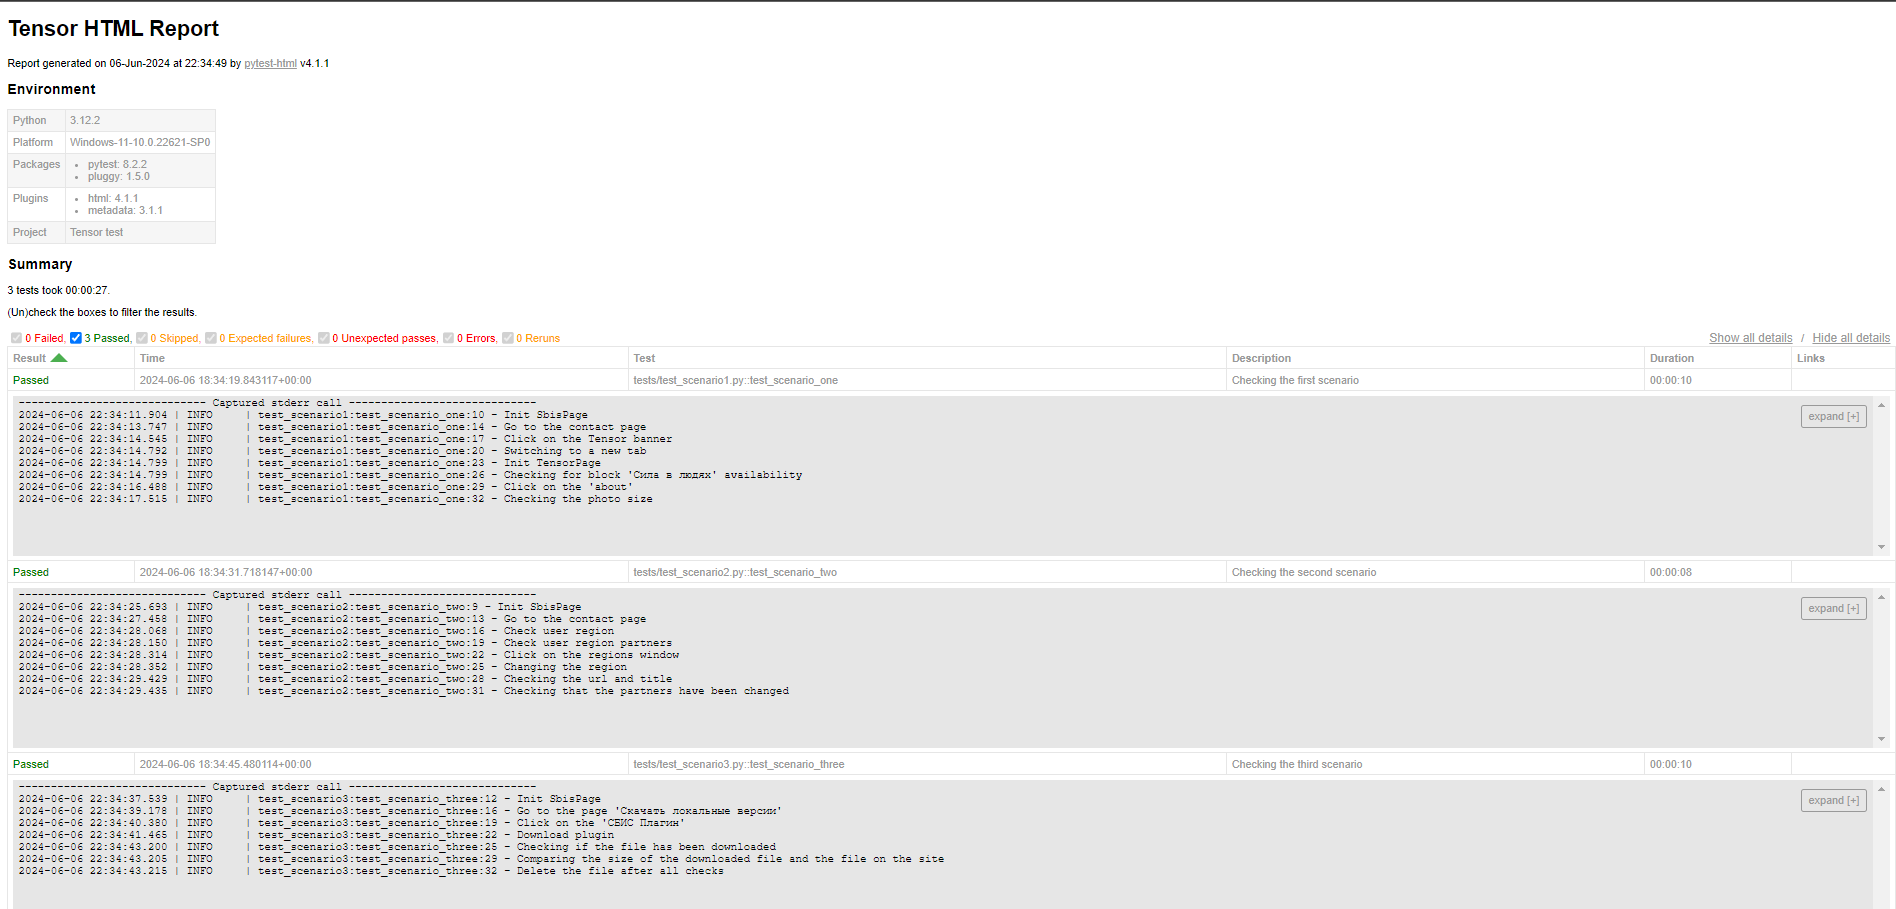 Tensor HTML Report
Report generated on 06-Jun-2024 at 22:34:49 by pytest-html v4.1.1
Environment
Python 3.12.2
Platform Windows-11-10.0.22621-SP0
Packages • pytest: 8.2.2
• pluggy: 1.5.0
Plugins • html: 4.1.1
• metadata: 3.1.1
Project Tensor test
Summary
3 tests took 00:00:27.
(Un)check the boxes to filter the results.
0 Failed, 3 Passed, 0 Skipped, 0 Expected failures, 0 Unexpected passes, 0 Errors, 0 Reruns Show all details / Hide all details
Result Time Test Description Duration Links
Passed 2024-06-06 18:34:19.843117+00:00 tests/test_scenario1.py::test_scenario_one Checking the first scenario 00:00:10
----------------------------- Captured stderr call -----------------------------
expand [+]
2024-06-06 22:34:11.904 | INFO     | test_scenario1:test_scenario_one:10 - Init SbisPage
2024-06-06 22:34:13.747 | INFO     | test_scenario1:test_scenario_one:14 - Go to the contact page
2024-06-06 22:34:14.545 | INFO     | test_scenario1:test_scenario_one:17 - Click on the Tensor banner
2024-06-06 22:34:14.792 | INFO     | test_scenario1:test_scenario_one:20 - Switching to a new tab
2024-06-06 22:34:14.799 | INFO     | test_scenario1:test_scenario_one:23 - Init TensorPage
2024-06-06 22:34:14.799 | INFO     | test_scenario1:test_scenario_one:26 - Checking for block 'Сила в людях' availability
2024-06-06 22:34:16.488 | INFO     | test_scenario1:test_scenario_one:29 - Click on the 'about'
2024-06-06 22:34:17.515 | INFO     | test_scenario1:test_scenario_one:32 - Checking the photo size
Passed 2024-06-06 18:34:31.718147+00:00 tests/test_scenario2.py::test_scenario_two Checking the second scenario 00:00:08
----------------------------- Captured stderr call -----------------------------
expand [+]
2024-06-06 22:34:25.693 | INFO     | test_scenario2:test_scenario_two:9 - Init SbisPage
2024-06-06 22:34:27.458 | INFO     | test_scenario2:test_scenario_two:13 - Go to the contact page
2024-06-06 22:34:28.068 | INFO     | test_scenario2:test_scenario_two:16 - Check user region
2024-06-06 22:34:28.150 | INFO     | test_scenario2:test_scenario_two:19 - Check user region partners
2024-06-06 22:34:28.314 | INFO     | test_scenario2:test_scenario_two:22 - Click on the regions window
2024-06-06 22:34:28.352 | INFO     | test_scenario2:test_scenario_two:25 - Changing the region
2024-06-06 22:34:29.429 | INFO     | test_scenario2:test_scenario_two:28 - Checking the url and title
2024-06-06 22:34:29.435 | INFO     | test_scenario2:test_scenario_two:31 - Checking that the partners have been changed
Passed 2024-06-06 18:34:45.480114+00:00 tests/test_scenario3.py::test_scenario_three Checking the third scenario 00:00:10
----------------------------- Captured stderr call -----------------------------
expand [+]
2024-06-06 22:34:37.539 | INFO     | test_scenario3:test_scenario_three:12 - Init SbisPage
2024-06-06 22:34:39.178 | INFO     | test_scenario3:test_scenario_three:16 - Go to the page 'Скачать локальные версии'
2024-06-06 22:34:40.380 | INFO     | test_scenario3:test_scenario_three:19 - Click on the 'СБИС Плагин'
2024-06-06 22:34:41.465 | INFO     | test_scenario3:test_scenario_three:22 - Download plugin
2024-06-06 22:34:43.200 | INFO     | test_scenario3:test_scenario_three:25 - Checking if the file has been downloaded
2024-06-06 22:34:43.205 | INFO     | test_scenario3:test_scenario_three:29 - Comparing the size of the downloaded file and the file on the site
2024-06-06 22:34:43.215 | INFO     | test_scenario3:test_scenario_three:32 - Delete the file after all checks